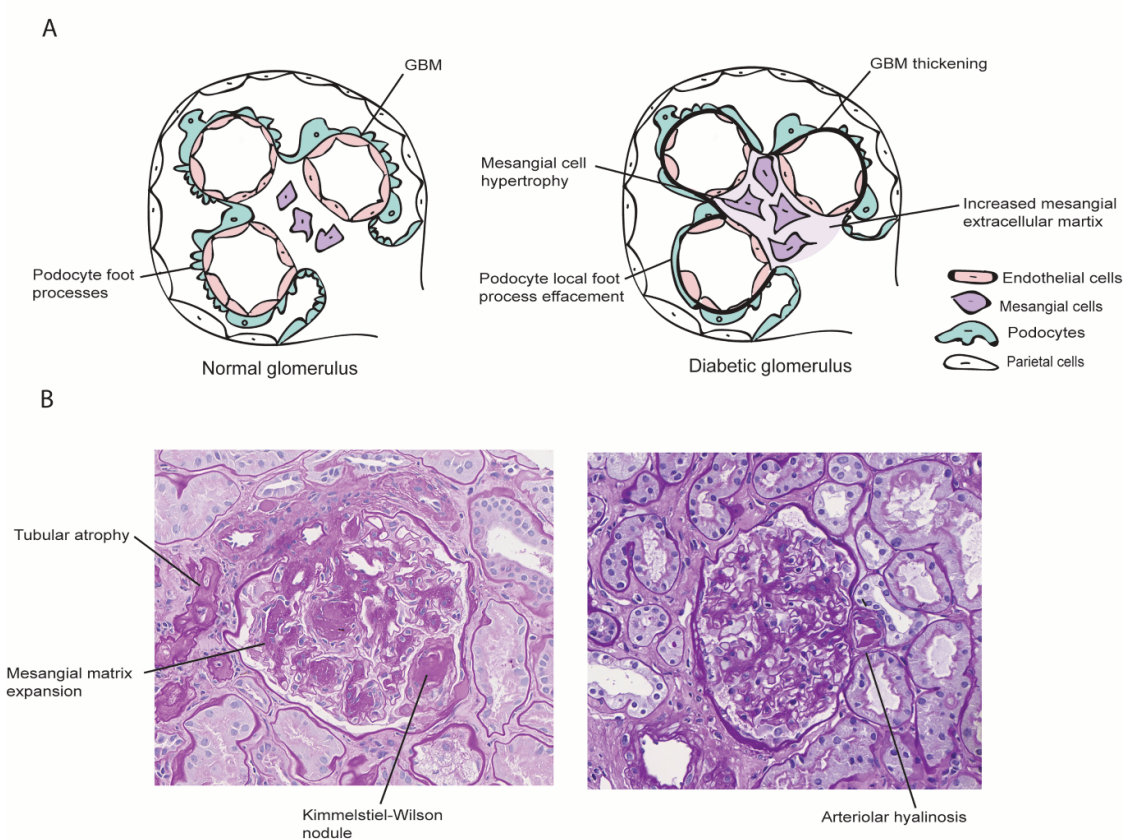 A
GBM
Podocyte foot
processes
Normal glomerulus
GBM thickening
Mesangial cell
hypertrophy
Increased mesangial
extracellular martix
Podocyte local foot
process effacement
Diabetic glomerulus
Endothelial cells
Mesangial cells
Podocytes
Parietal cells
B
Tubular atrophy
Mesangial matrix
expansion
Kimmelstiel-Wilson
nodule
Arteriolar hyalinosis